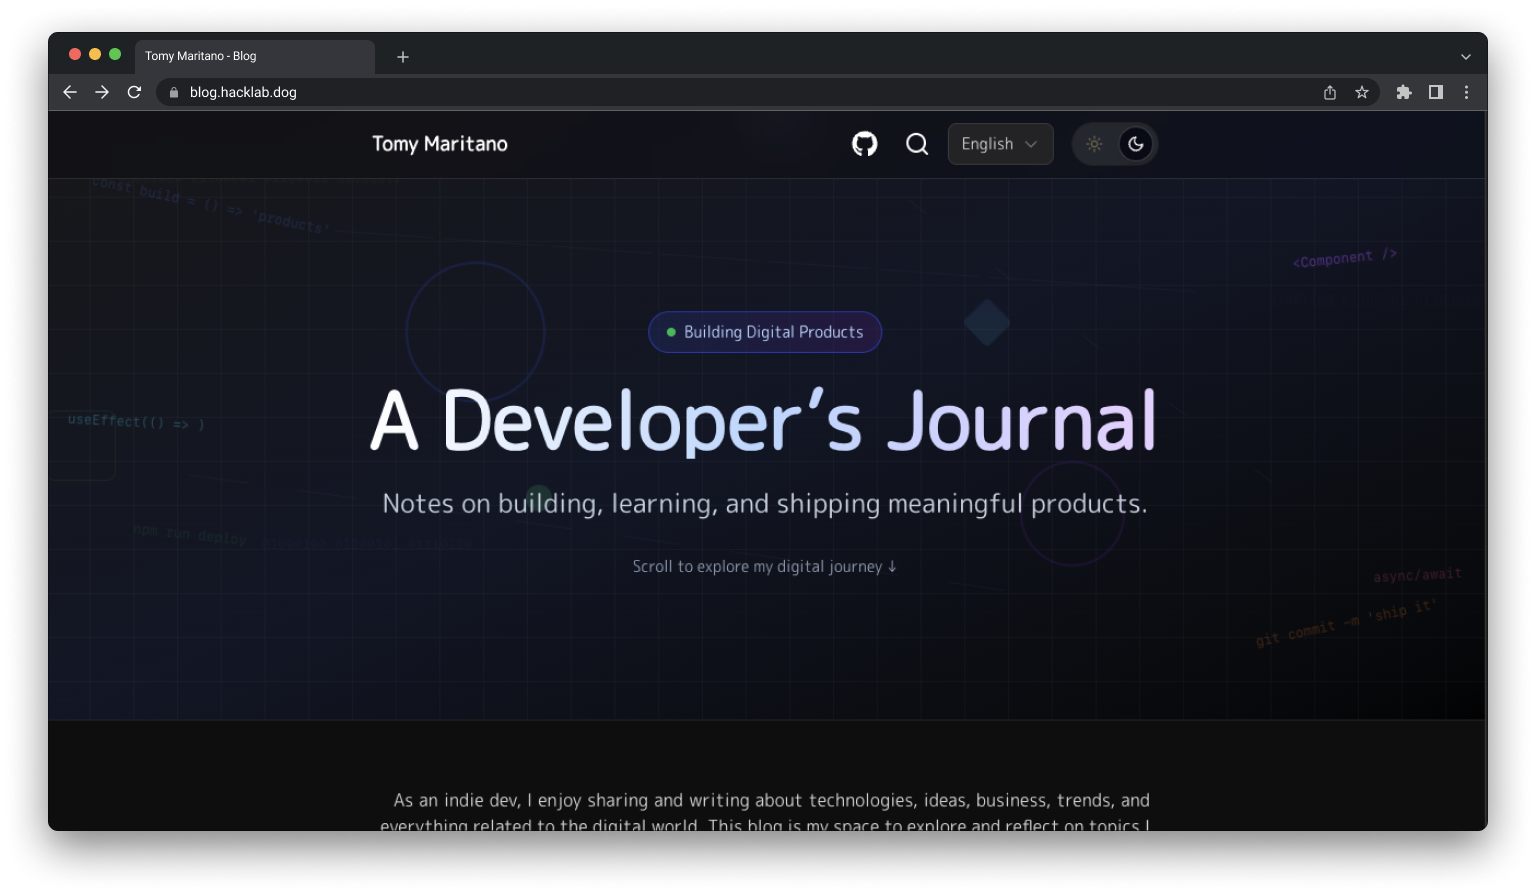 Tomy Maritano - Blog
blog.hacklab.dog
Tomy Maritano
English
const build = () => 'products'
<Component />
Building Digital Products
A Developer's Journal
useEffect(() => )
Notes on building, learning, and shipping meaningful products.
npm run deploy
Scroll to explore my digital journey ↓
async/await
git commit -m 'ship it'
As an indie dev, I enjoy sharing and writing about technologies, ideas, business, trends, and
everything related to the digital world. This blog is my space to explore and reflect on topics I